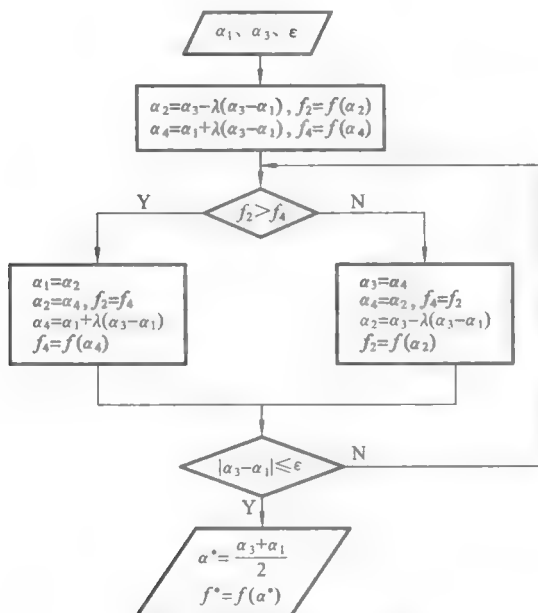 α₁、α₃、ε
α₂=α₃-λ(α₃-α₁), f₂=f(α₂)
α₄=α₁+λ(α₃-α₁), f₄=f(α₄)
Y
f₂>f₄
N
α₁=α₂
α₂=α₄, f₂=f₄
α₄=α₁+λ(α₃-α₁)
f₄=f(α₄)
α₃=α₄
α₄=α₂, f₄=f₂
α₂=α₃-λ(α₃-α₁)
f₂=f(α₂)
|α₃-α₁|≤ε
N
Y
α*=(α₃+α₁)/2
f*=f(α*)